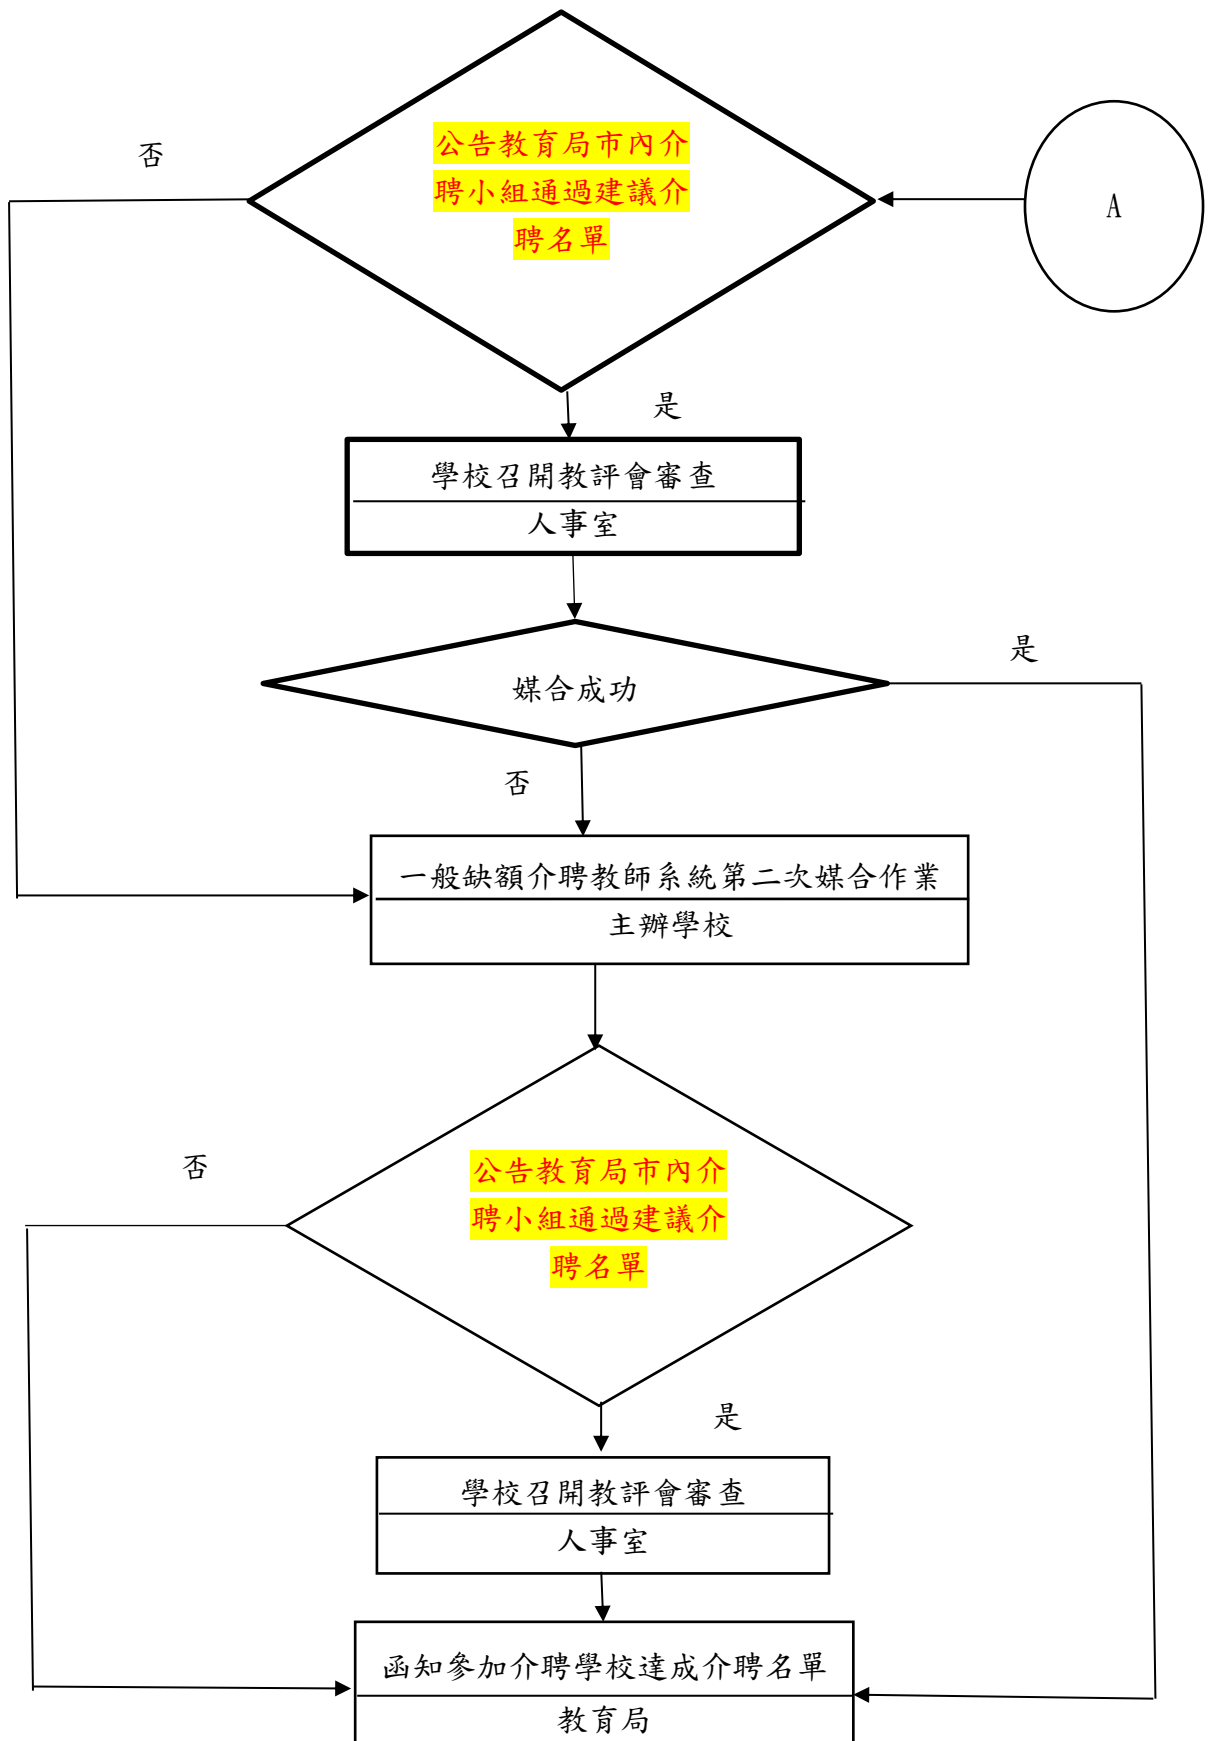 公告教育局市內介
聘小組通過建議介
聘名單
否
A
是
學校召開教評會審查
人事室
是
媒合成功
否
一般缺額介聘教師系統第二次媒合作業
主辦學校
否
公告教育局市內介
聘小組通過建議介
聘名單
是
學校召開教評會審查
人事室
函知參加介聘學校達成介聘名單
教育局